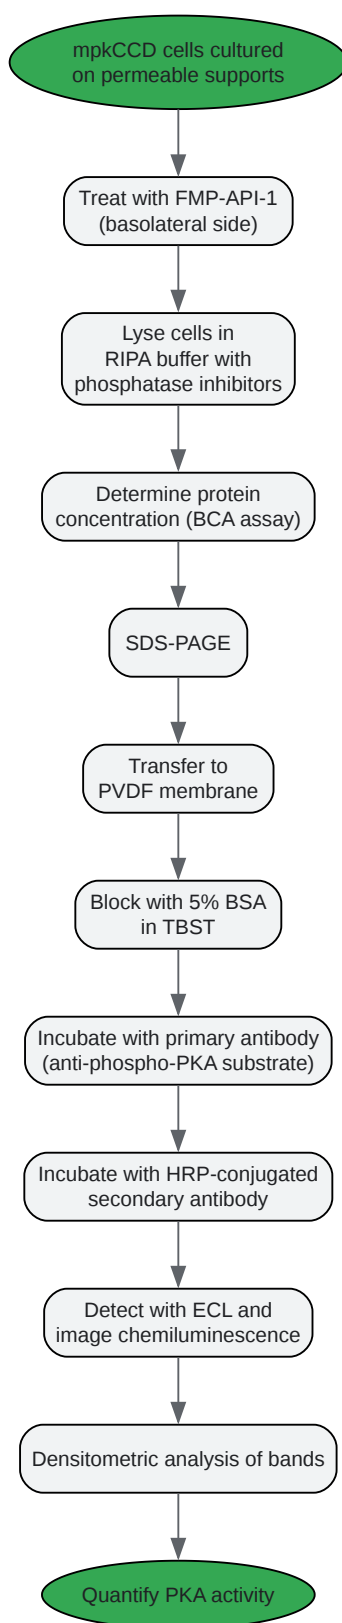 mpkCCD cells cultured
on permeable supports
Treat with FMP-API-1
(basolateral side)
Lyse cells in
RIPA buffer with
phosphatase inhibitors
Determine protein
concentration (BCA assay)
SDS-PAGE
Transfer to
PVDF membrane
Block with 5% BSA
in TBST
Incubate with primary antibody
(anti-phospho-PKA substrate)
Incubate with HRP-conjugated
secondary antibody
Detect with ECL and
image chemiluminescence
Densitometric analysis of bands
Quantify PKA activity